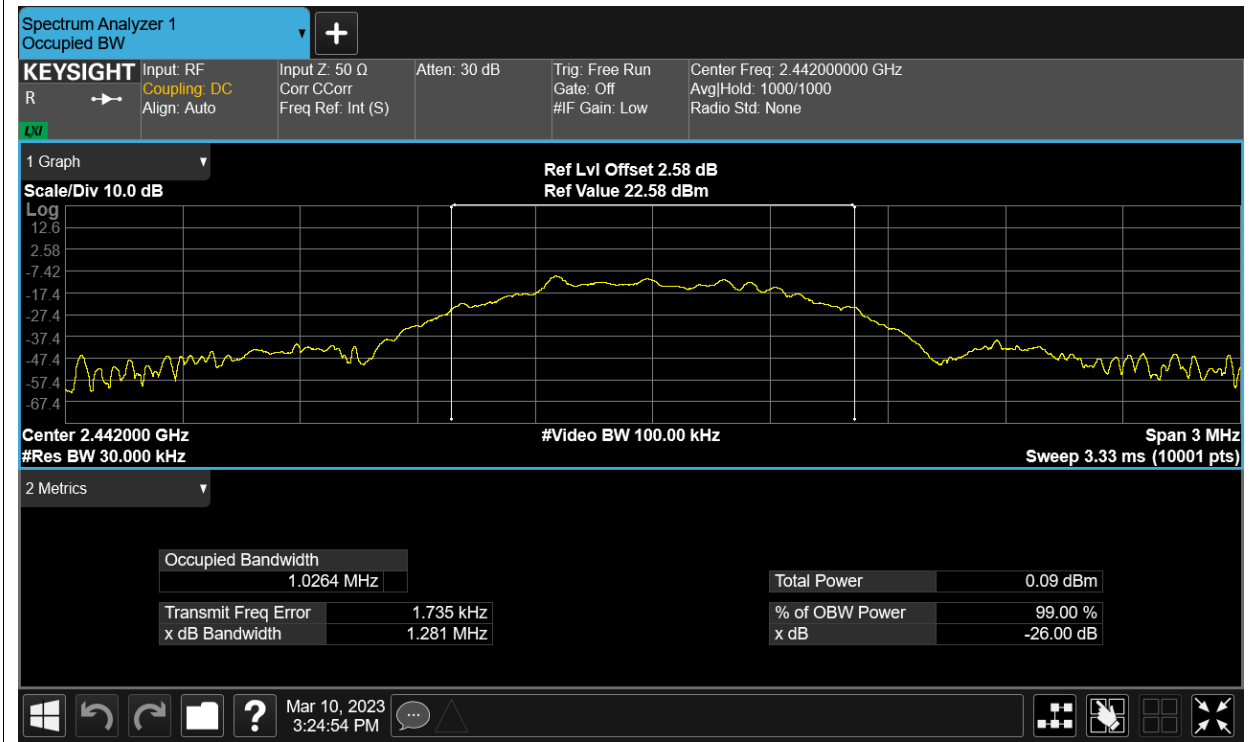 Spectrum Analyzer 1
Occupied BW
KEYSIGHT
R
LXI
Input: RF
Coupling: DC
Align: Auto
Input Z: 50 Ω
Corr CCorr
Freq Ref: Int (S)
Atten: 30 dB
Trig: Free Run
Gate: Off
#IF Gain: Low
Center Freq: 2.442000000 GHz
Avg|Hold: 1000/1000
Radio Std: None
1 Graph
Scale/Div 10.0 dB
Ref Lvl Offset 2.58 dB
Ref Value 22.58 dBm
Log
12.6
2.58
-7.42
-17.4
-27.4
-37.4
-47.4
-57.4
-67.4
Center 2.442000 GHz
#Video BW 100.00 kHz
Span 3 MHz
#Res BW 30.000 kHz
Sweep 3.33 ms (10001 pts)
2 Metrics
Occupied Bandwidth
1.0264 MHz
Total Power 0.09 dBm
Transmit Freq Error 1.735 kHz
% of OBW Power 99.00 %
x dB Bandwidth 1.281 MHz
x dB -26.00 dB
?
Mar 10, 2023
3:24:54 PM